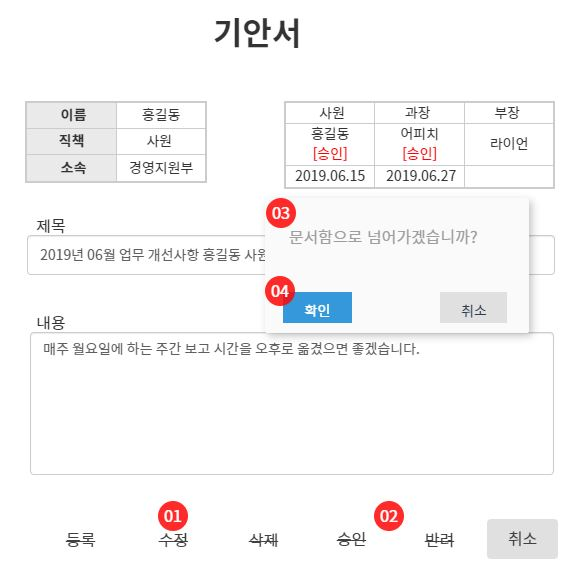 기안서
이름 홍길동
직책 사원
소속 경영지원부
사원 과장 부장
홍길동 어피치 라이언
[승인] [승인]
2019.06.15 2019.06.27
제목
2019년 06월 업무 개선사항 홍길동 사원
03
문서함으로 넘어가겠습니까?
04
확인 취소
내용
매주 월요일에 하는 주간 보고 시간을 오후로 옮겼으면 좋겠습니다.
01 02
등록 수정 삭제 승인 반려 취소